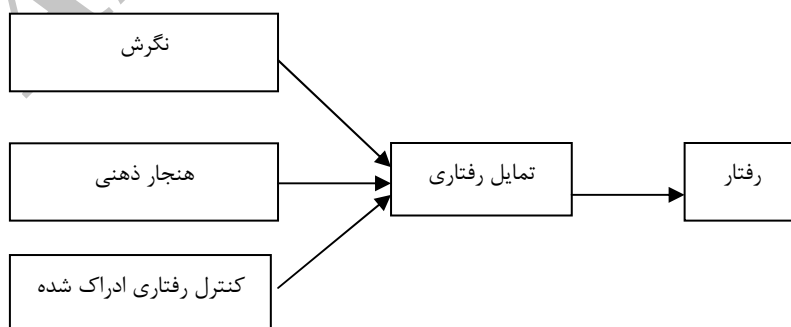 نگرش
هنجار ذهنی
کنترل رفتاری ادراک شده
تمایل رفتاری
رفتار